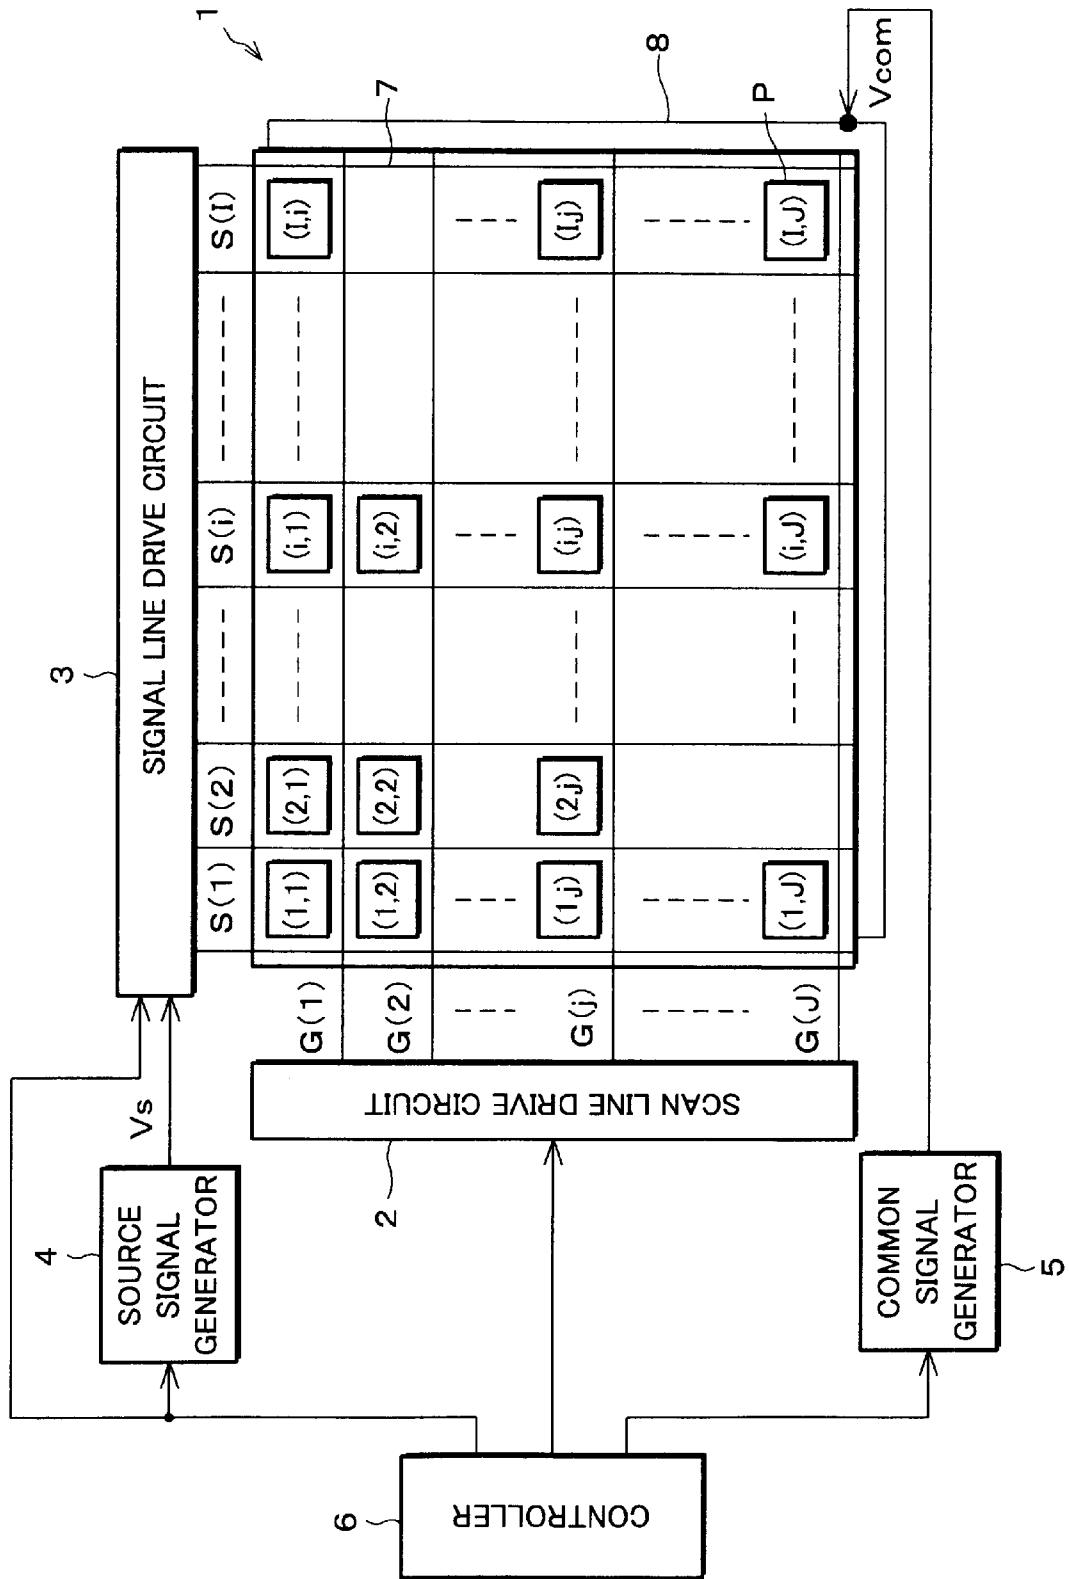 1
3
SIGNAL LINE DRIVE CIRCUIT
4
SOURCE
SIGNAL
GENERATOR
Vs
S(1) S(2) S(i) S(I)
7
8
P
G(1)
G(2)
G(j)
G(J)
(1,1) (2,1) (i,1) (I,i)
(1,2) (2,2) (i,2)
(1,j) (2,j) (i,j) (I,j)
(1,J) (i,J) (I,J)
6
CONTROLLER
2
SCAN LINE DRIVE CIRCUIT
Vcom
COMMON
SIGNAL
GENERATOR
5